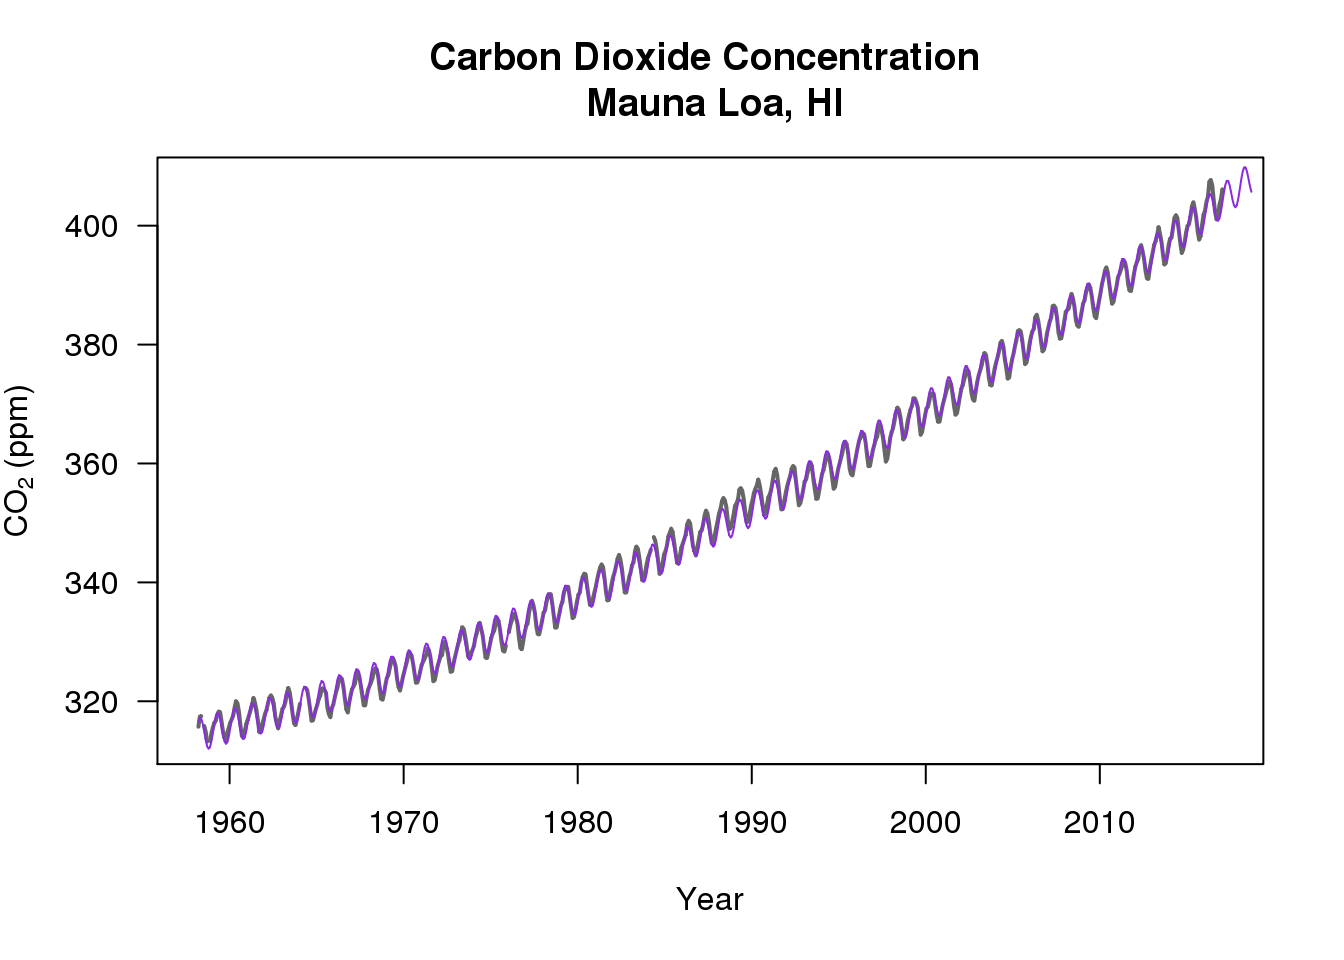 Carbon Dioxide Concentration
Mauna Loa, HI
400
380
360
340
320
CO₂ (ppm)
1960 1970 1980 1990 2000 2010
Year